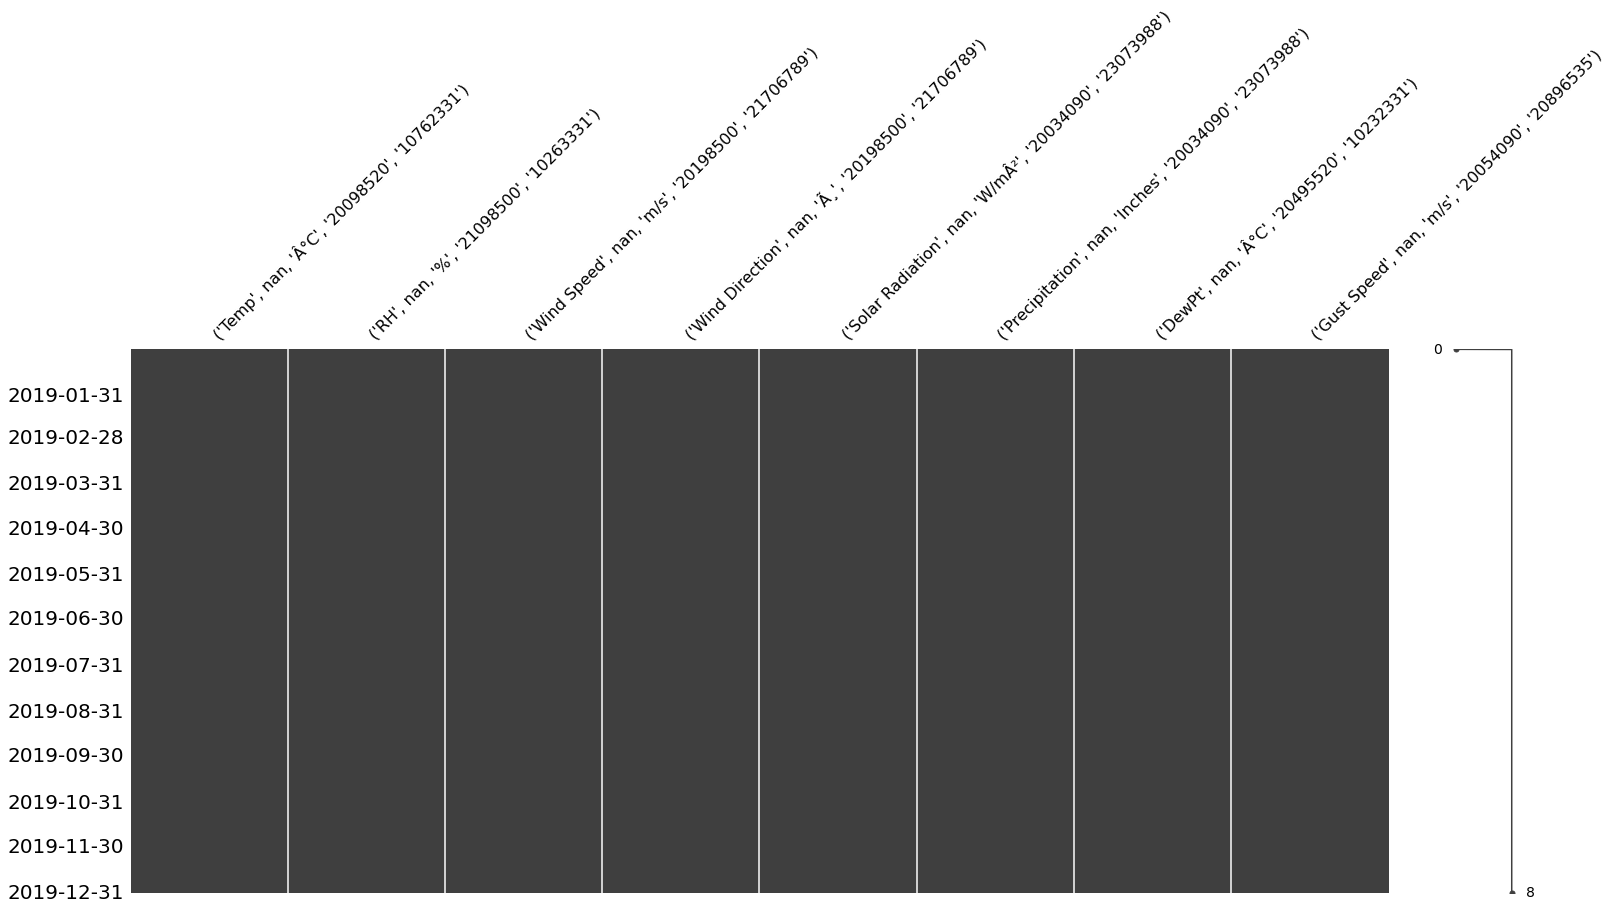 ('Temp', nan, 'Â°C', '20098520', '10762331')
('RH', nan, '%', '21098500', '10263331')
('Wind Speed', nan, 'm/s', '20198500', '21706789')
('Wind Direction', nan, 'Ã¸', '20198500', '21706789')
('Solar Radiation', nan, 'W/mÂ²', '20034090', '23073988')
('Precipitation', nan, 'Inches', '20034090', '23073988')
('DewPt', nan, 'Â°C', '20495520', '10232331')
('Gust Speed', nan, 'm/s', '20054090', '20896535')
0
2019-01-31
2019-02-28
2019-03-31
2019-04-30
2019-05-31
2019-06-30
2019-07-31
2019-08-31
2019-09-30
2019-10-31
2019-11-30
2019-12-31
8